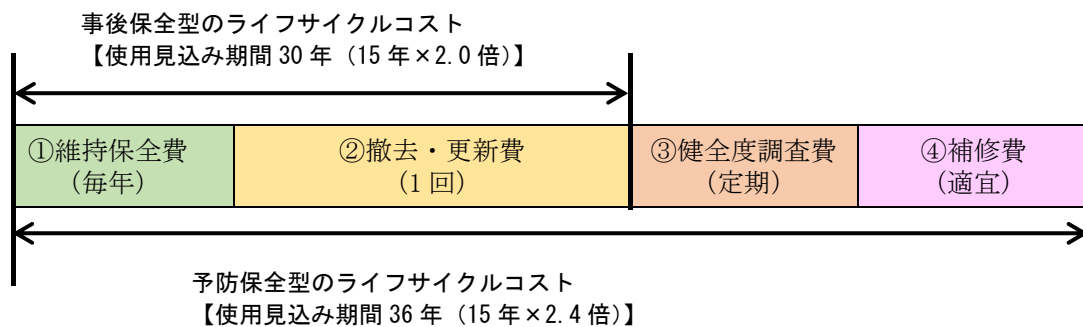 事後保全型のライフサイクルコスト
【使用見込み期間 30 年（15 年×2.0 倍）】
①維持保全費
（毎年）
②撤去・更新費
（1 回）
③健全度調査費
（定期）
④補修費
（適宜）
予防保全型のライフサイクルコスト
【使用見込み期間 36 年（15 年×2.4 倍）】